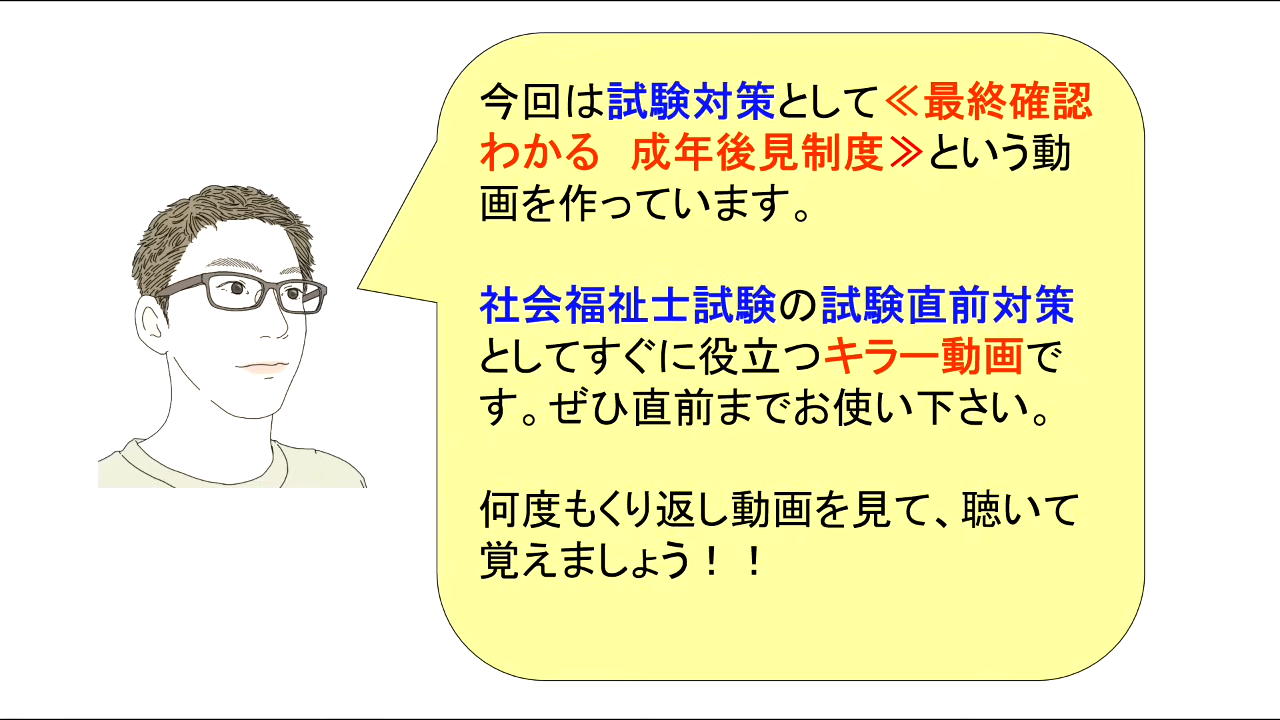 今回は試験対策として≪最終確認
わかる　成年後見制度≫という動
画を作っています。
社会福祉士試験の試験直前対策
としてすぐに役立つキラー動画で
す。ぜひ直前までお使い下さい。
何度もくり返し動画を見て、聴いて
覚えましょう！！